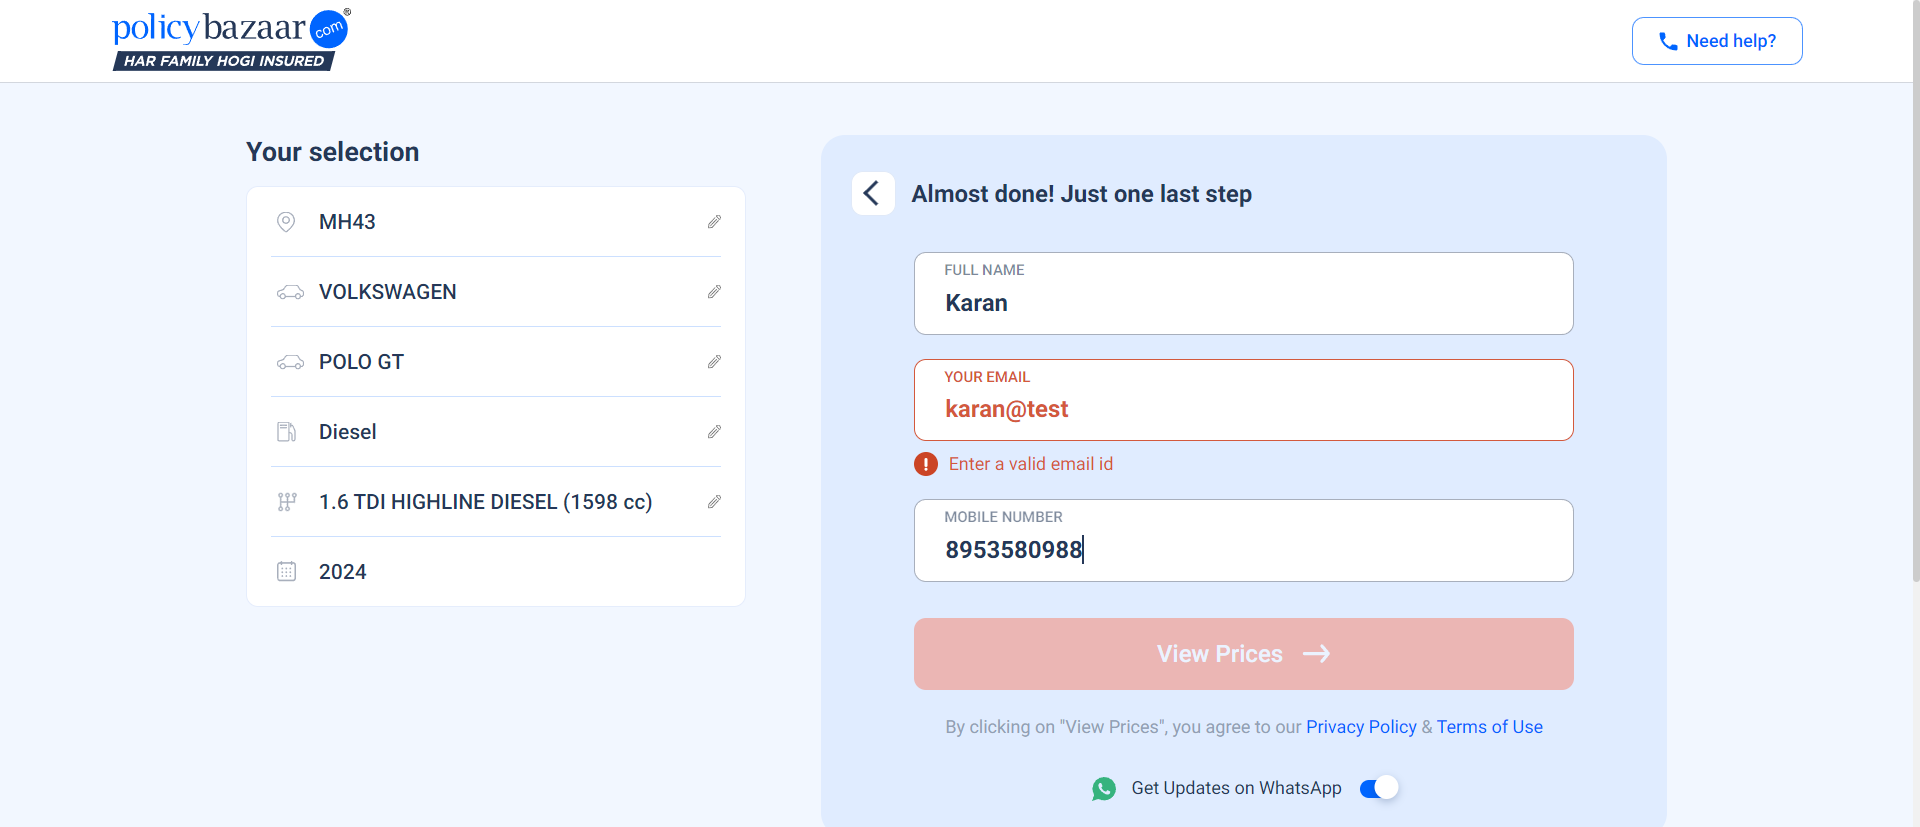 policybazaar.com®
HAR FAMILY HOGI INSURED
Need help?
Your selection
MH43
VOLKSWAGEN
POLO GT
Diesel
1.6 TDI HIGHLINE DIESEL (1598 cc)
2024
Almost done! Just one last step
FULL NAME
Karan
YOUR EMAIL
karan@test
! Enter a valid email id
MOBILE NUMBER
8953580988
View Prices →
By clicking on "View Prices", you agree to our Privacy Policy & Terms of Use
Get Updates on WhatsApp